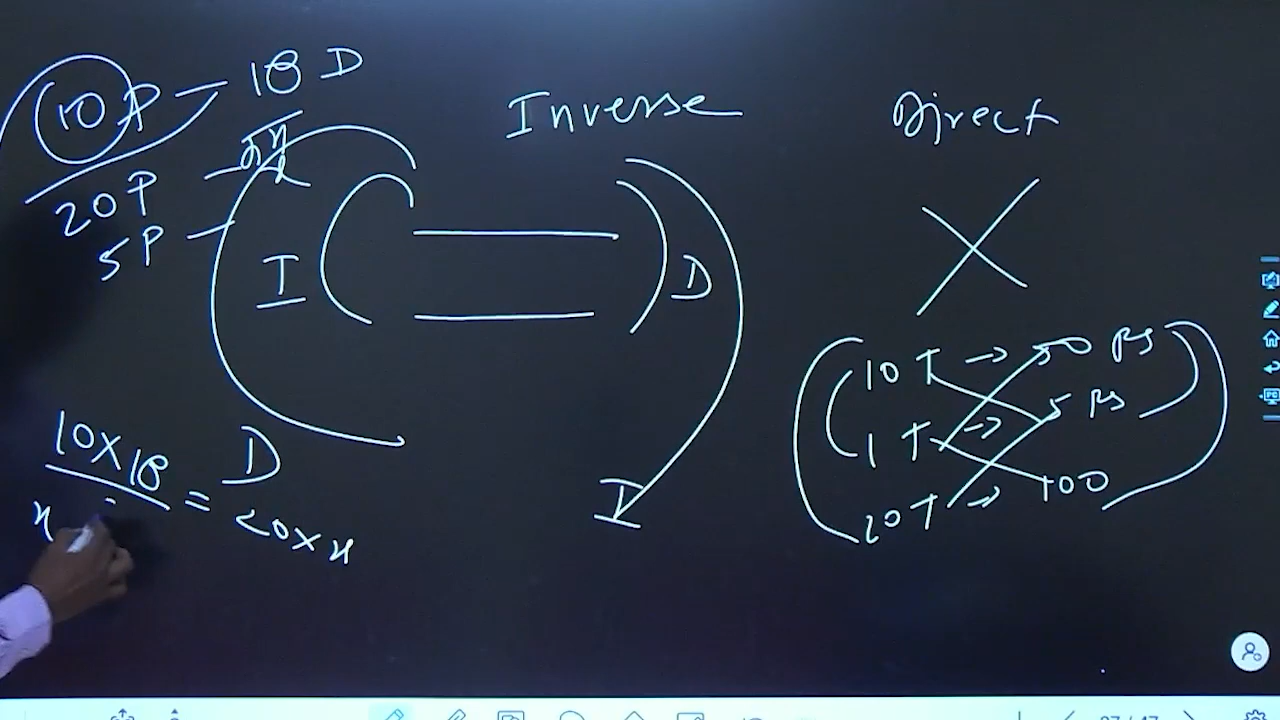 10P — 18 D
20P — x
5P —
Inverse
Direct
I
D
D
I
10 T → 50 Rs
1 T → 5 Rs
20 T → 100
10 x 18 = 20 x x
x =